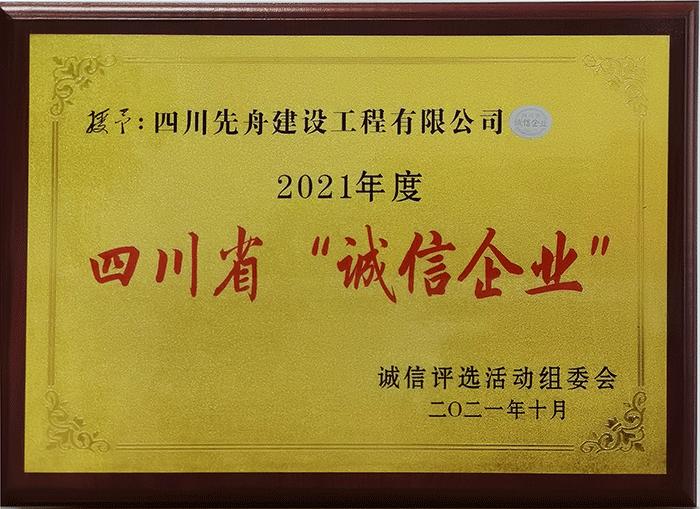 授予：四川先舟建设工程有限公司
诚信企业
2021年度
四川省“诚信企业”
诚信评选活动组委会
二〇二一年十月